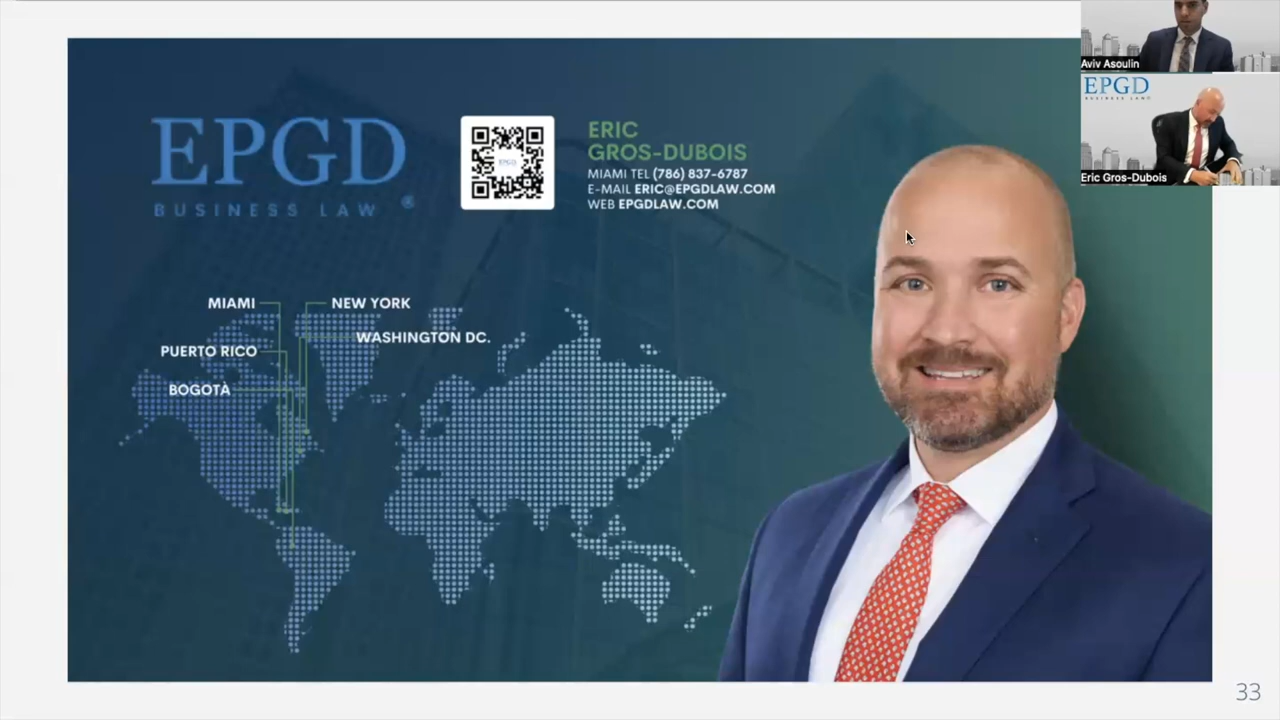 EPGD
BUSINESS LAW ®
ERIC
GROS-DUBOIS
MIAMI TEL (786) 837-6787
E-MAIL ERIC@EPGDLAW.COM
WEB EPGDLAW.COM
MIAMI
NEW YORK
WASHINGTON DC.
PUERTO RICO
BOGOTÀ
Aviv Asoulin
EPGD
BUSINESS LAW
Eric Gros-Dubois
33